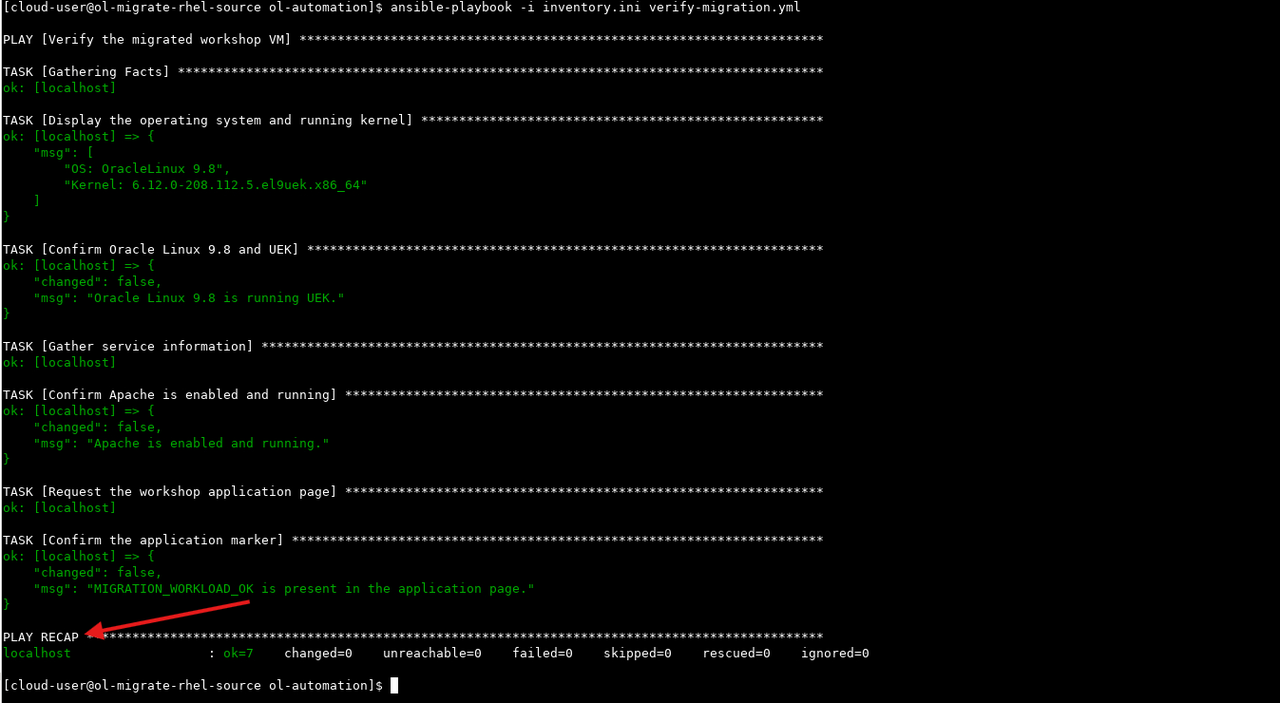 [cloud-user@ol-migrate-rhel-source ol-automation]$ ansible-playbook -i inventory.ini verify-migration.yml
PLAY [Verify the migrated workshop VM] *********************************************************************
TASK [Gathering Facts] *************************************************************************************
ok: [localhost]
TASK [Display the operating system and running kernel] *****************************************************
ok: [localhost] => {
    "msg": [
        "OS: OracleLinux 9.8",
        "Kernel: 6.12.0-208.112.5.el9uek.x86_64"
    ]
}
TASK [Confirm Oracle Linux 9.8 and UEK] ********************************************************************
ok: [localhost] => {
    "changed": false,
    "msg": "Oracle Linux 9.8 is running UEK."
}
TASK [Gather service information] **************************************************************************
ok: [localhost]
TASK [Confirm Apache is enabled and running] ***************************************************************
ok: [localhost] => {
    "changed": false,
    "msg": "Apache is enabled and running."
}
TASK [Request the workshop application page] ***************************************************************
ok: [localhost]
TASK [Confirm the application marker] **********************************************************************
ok: [localhost] => {
    "changed": false,
    "msg": "MIGRATION_WORKLOAD_OK is present in the application page."
}
PLAY RECAP *************************************************************************************************
localhost                  : ok=7    changed=0    unreachable=0    failed=0    skipped=0    rescued=0    ignored=0
[cloud-user@ol-migrate-rhel-source ol-automation]$